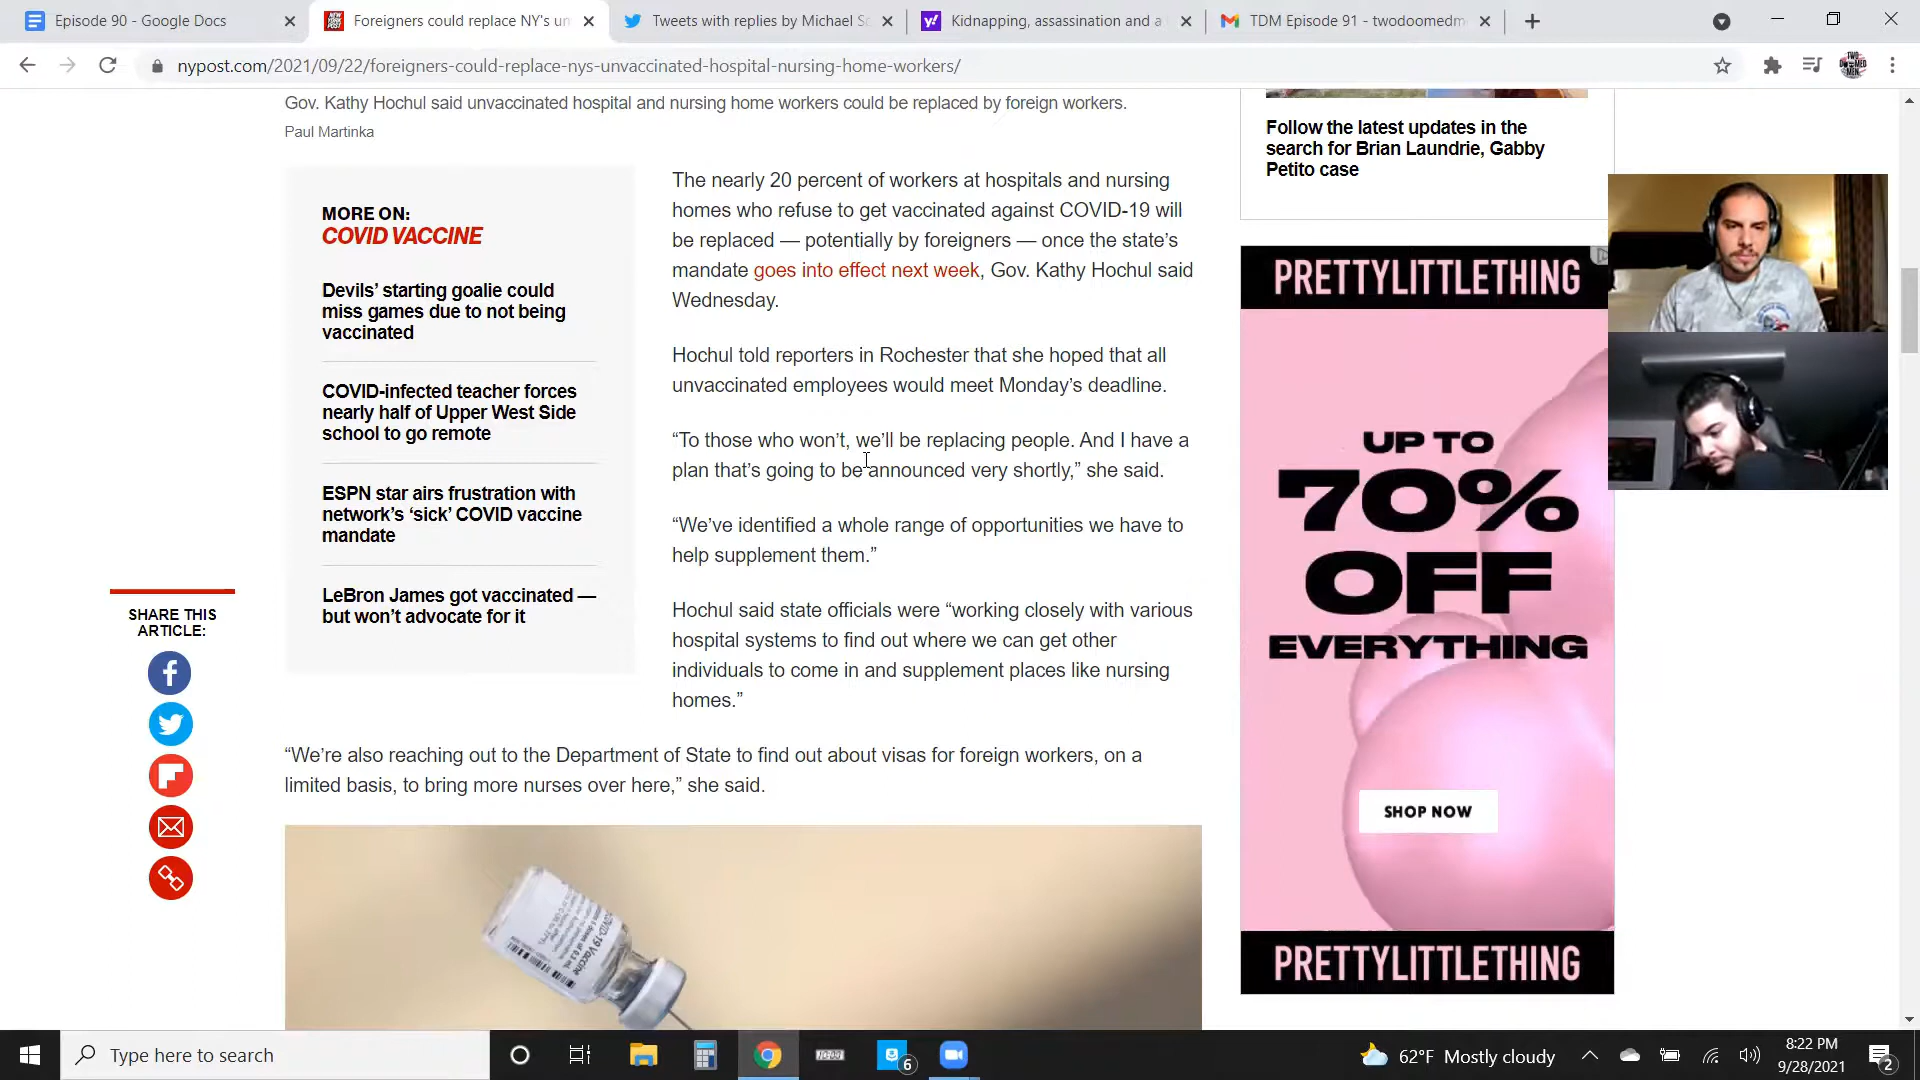 Episode 90 - Google Docs
Foreigners could replace NY's un
Tweets with replies by Michael Sc
Kidnapping, assassination and a
TDM Episode 91 - twodoomedm
nypost.com/2021/09/22/foreigners-could-replace-nys-unvaccinated-hospital-nursing-home-workers/
Gov. Kathy Hochul said unvaccinated hospital and nursing home workers could be replaced by foreign workers.
Paul Martinka
MORE ON:
COVID VACCINE
Devils’ starting goalie could
miss games due to not being
vaccinated
COVID-infected teacher forces
nearly half of Upper West Side
school to go remote
ESPN star airs frustration with
network’s ‘sick’ COVID vaccine
mandate
LeBron James got vaccinated —
but won’t advocate for it
SHARE THIS
ARTICLE:
The nearly 20 percent of workers at hospitals and nursing
homes who refuse to get vaccinated against COVID-19 will
be replaced — potentially by foreigners — once the state’s
mandate goes into effect next week, Gov. Kathy Hochul said
Wednesday.
Hochul told reporters in Rochester that she hoped that all
unvaccinated employees would meet Monday’s deadline.
“To those who won’t, we’ll be replacing people. And I have a
plan that’s going to be announced very shortly,” she said.
“We’ve identified a whole range of opportunities we have to
help supplement them.”
Hochul said state officials were “working closely with various
hospital systems to find out where we can get other
individuals to come in and supplement places like nursing
homes.”
“We’re also reaching out to the Department of State to find out about visas for foreign workers, on a
limited basis, to bring more nurses over here,” she said.
COVID-19 Vaccine
Follow the latest updates in the
search for Brian Laundrie, Gabby
Petito case
PRETTYLITTLETHING
UP TO
70%
OFF
EVERYTHING
SHOP NOW
PRETTYLITTLETHING
Type here to search
6
62°F Mostly cloudy
8:22 PM
9/28/2021
2